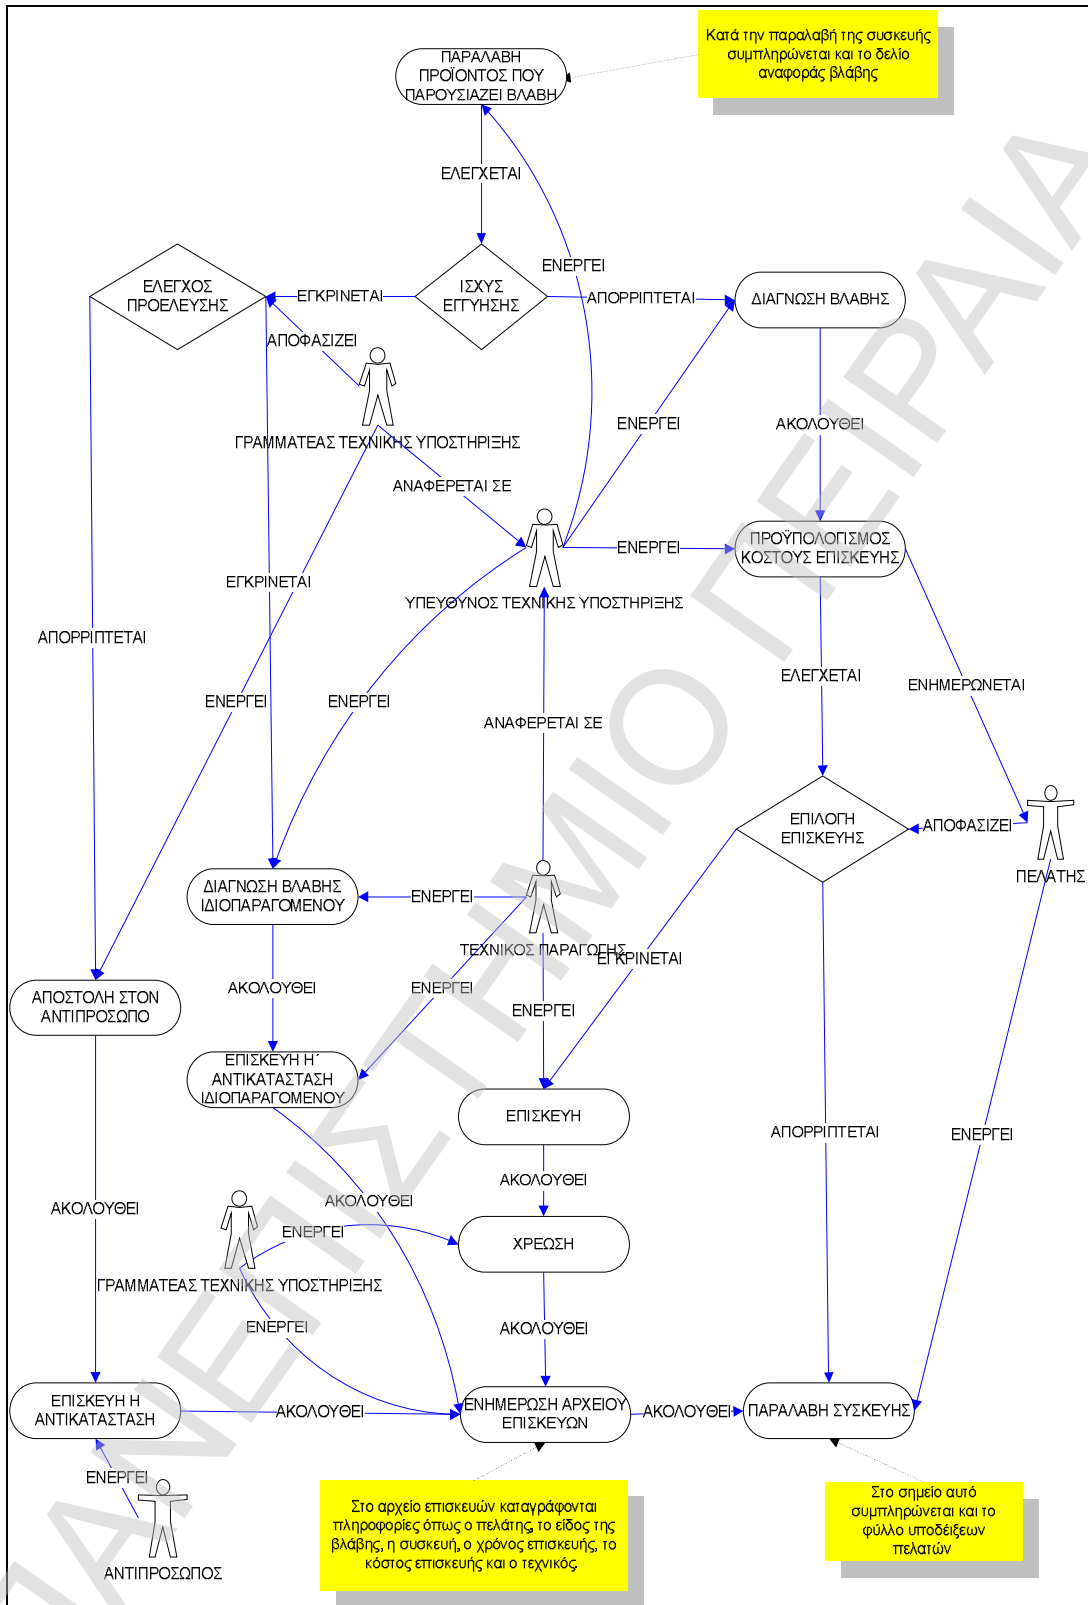 Κατά την παραλαβή της συσκευής
συμπληρώνεται και το δελίο
αναφοράς βλάβης
ΠΑΡΑΛΑΒΗ
ΠΡΟΪΟΝΤΟΣ ΠΟΥ
ΠΑΡΟΥΣΙΑΖΕΙ ΒΛΑΒΗ
ΕΛΕΓΧΕΤΑΙ
ΕΝΕΡΓΕΙ
ΕΛΕΓΧΟΣ
ΠΡΟΕΛΕΥΣΗΣ
ΕΓΚΡΙΝΕΤΑΙ
ΙΣΧΥΣ
ΕΓΓΥΗΣΗΣ
ΑΠΟΡΡΙΠΤΕΤΑΙ
ΔΙΑΓΝΩΣΗ ΒΛΑΒΗΣ
ΑΠΟΦΑΣΙΖΕΙ
ΕΝΕΡΓΕΙ
ΑΚΟΛΟΥΘΕΙ
ΓΡΑΜΜΑΤΕΑΣ ΤΕΧΝΙΚΗΣ ΥΠΟΣΤΗΡΙΞΗΣ
ΑΝΑΦΕΡΕΤΑΙ ΣΕ
ΕΝΕΡΓΕΙ
ΠΡΟΫΠΟΛΟΓΙΣΜΟΣ
ΚΟΣΤΟΥΣ ΕΠΙΣΚΕΥΗΣ
ΕΓΚΡΙΝΕΤΑΙ
ΥΠΕΥΘΥΝΟΣ ΤΕΧΝΙΚΗΣ ΥΠΟΣΤΗΡΙΞΗΣ
ΑΠΟΡΡΙΠΤΕΤΑΙ
ΕΝΕΡΓΕΙ
ΕΝΕΡΓΕΙ
ΕΛΕΓΧΕΤΑΙ
ΕΝΗΜΕΡΩΝΕΤΑΙ
ΑΝΑΦΕΡΕΤΑΙ ΣΕ
ΕΠΙΛΟΓΗ
ΕΠΙΣΚΕΥΗΣ
ΑΠΟΦΑΣΙΖΕΙ
ΠΕΛΑΤΗΣ
ΔΙΑΓΝΩΣΗ ΒΛΑΒΗΣ
ΙΔΙΟΠΑΡΑΓΟΜΕΝΟΥ
ΕΝΕΡΓΕΙ
ΤΕΧΝΙΚΟΣ ΠΑΡΑΓΩΓΗΣ
ΕΓΚΡΙΝΕΤΑΙ
ΑΠΟΣΤΟΛΗ ΣΤΟΝ
ΑΝΤΙΠΡΟΣΩΠΟ
ΑΚΟΛΟΥΘΕΙ
ΕΝΕΡΓΕΙ
ΕΝΕΡΓΕΙ
ΕΠΙΣΚΕΥΗ Η΄
ΑΝΤΙΚΑΤΑΣΤΑΣΗ
ΙΔΙΟΠΑΡΑΓΟΜΕΝΟΥ
ΕΠΙΣΚΕΥΗ
ΑΠΟΡΡΙΠΤΕΤΑΙ
ΕΝΕΡΓΕΙ
ΑΚΟΛΟΥΘΕΙ
ΑΚΟΛΟΥΘΕΙ
ΑΚΟΛΟΥΘΕΙ
ΕΝΕΡΓΕΙ
ΧΡΕΩΣΗ
ΓΡΑΜΜΑΤΕΑΣ ΤΕΧΝΙΚΗΣ ΥΠΟΣΤΗΡΙΞΗΣ
ΕΝΕΡΓΕΙ
ΑΚΟΛΟΥΘΕΙ
ΕΠΙΣΚΕΥΗ Η
ΑΝΤΙΚΑΤΑΣΤΑΣΗ
ΑΚΟΛΟΥΘΕΙ
ΕΝΗΜΕΡΩΣΗ ΑΡΧΕΙΟΥ
ΕΠΙΣΚΕΥΩΝ
ΑΚΟΛΟΥΘΕΙ
ΠΑΡΑΛΑΒΗ ΣΥΣΚΕΥΗΣ
ΕΝΕΡΓΕΙ
ΑΝΤΙΠΡΟΣΩΠΟΣ
Στο αρχείο επισκευών καταγράφονται
πληροφορίες όπως ο πελάτης, το είδος της
βλάβης, η συσκευή, ο χρόνος επισκευής, το
κόστος επισκευής και ο τεχνικός.
Στο σημείο αυτό
συμπληρώνεται και το
φύλλο υποδείξεων
πελατών
ΠΑΝΕΠΙΣΤΗΜΙΟ ΠΕΙΡΑΙΑ